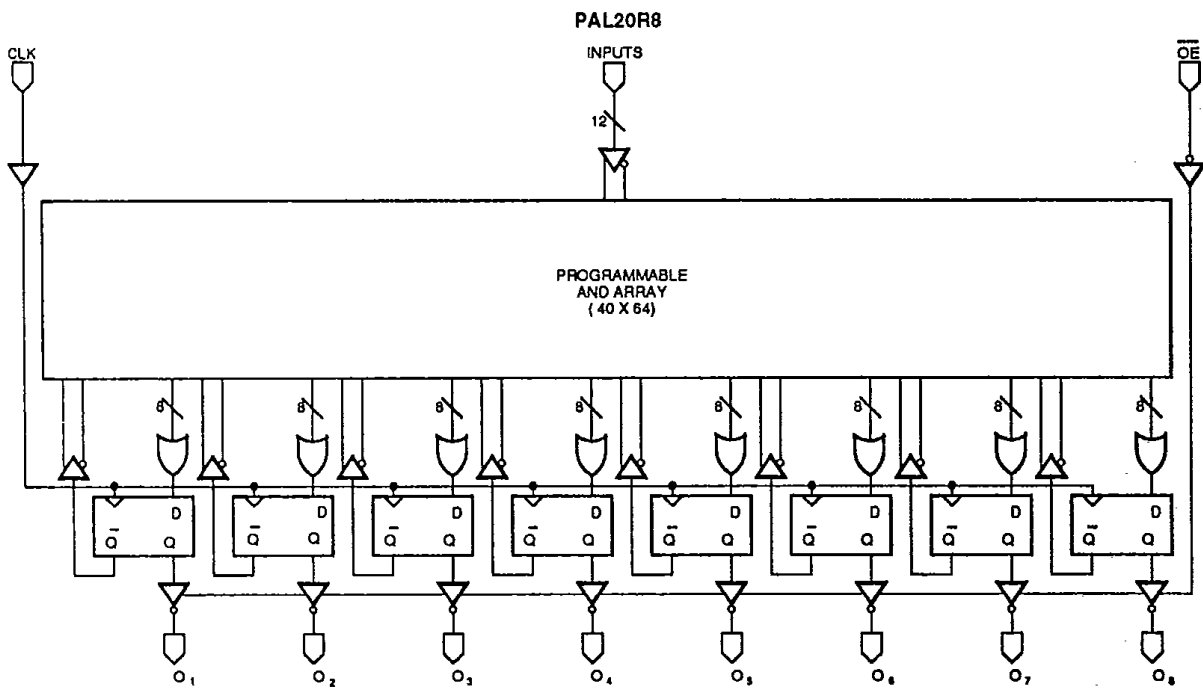 PAL20R8
CLK
INPUTS
OE
12
PROGRAMMABLE
AND ARRAY
( 40 X 64)
8 8 8 8 8 8 8 8
D D D D D D D D
Q Q Q Q Q Q Q Q Q Q Q Q Q Q Q Q
O1 O2 O3 O4 O5 O6 O7 O8